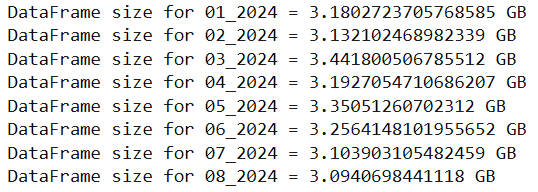 DataFrame size for 01_2024 = 3.1802723705768585 GB
DataFrame size for 02_2024 = 3.132102468982339 GB
DataFrame size for 03_2024 = 3.441800506785512 GB
DataFrame size for 04_2024 = 3.1927054710686207 GB
DataFrame size for 05_2024 = 3.35051260702312 GB
DataFrame size for 06_2024 = 3.2564148101955652 GB
DataFrame size for 07_2024 = 3.103903105482459 GB
DataFrame size for 08_2024 = 3.0940698441118 GB